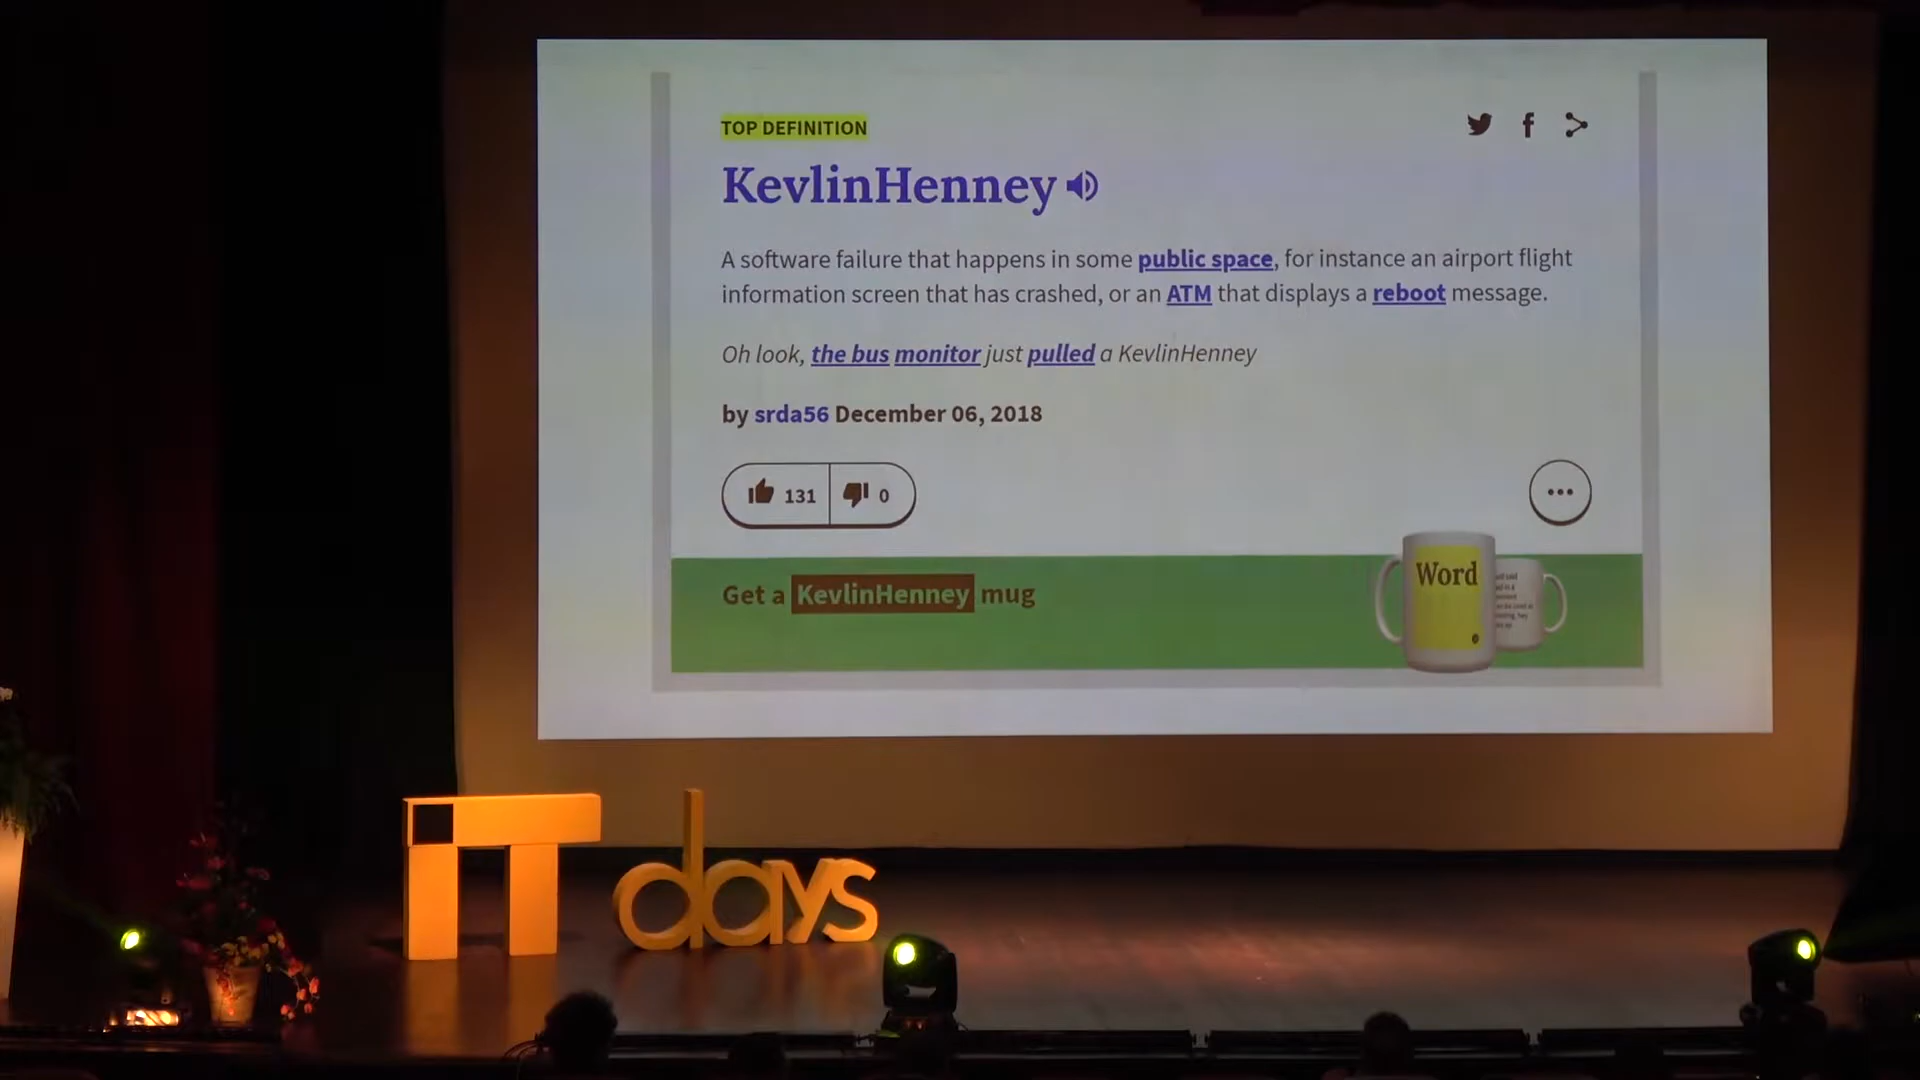 TOP DEFINITION
KevlinHenney
A software failure that happens in some public space, for instance an airport flight
information screen that has crashed, or an ATM that displays a reboot message.
Oh look, the bus monitor just pulled a KevlinHenney
by srda56 December 06, 2018
131
0
Get a KevlinHenney mug
Word
IT days